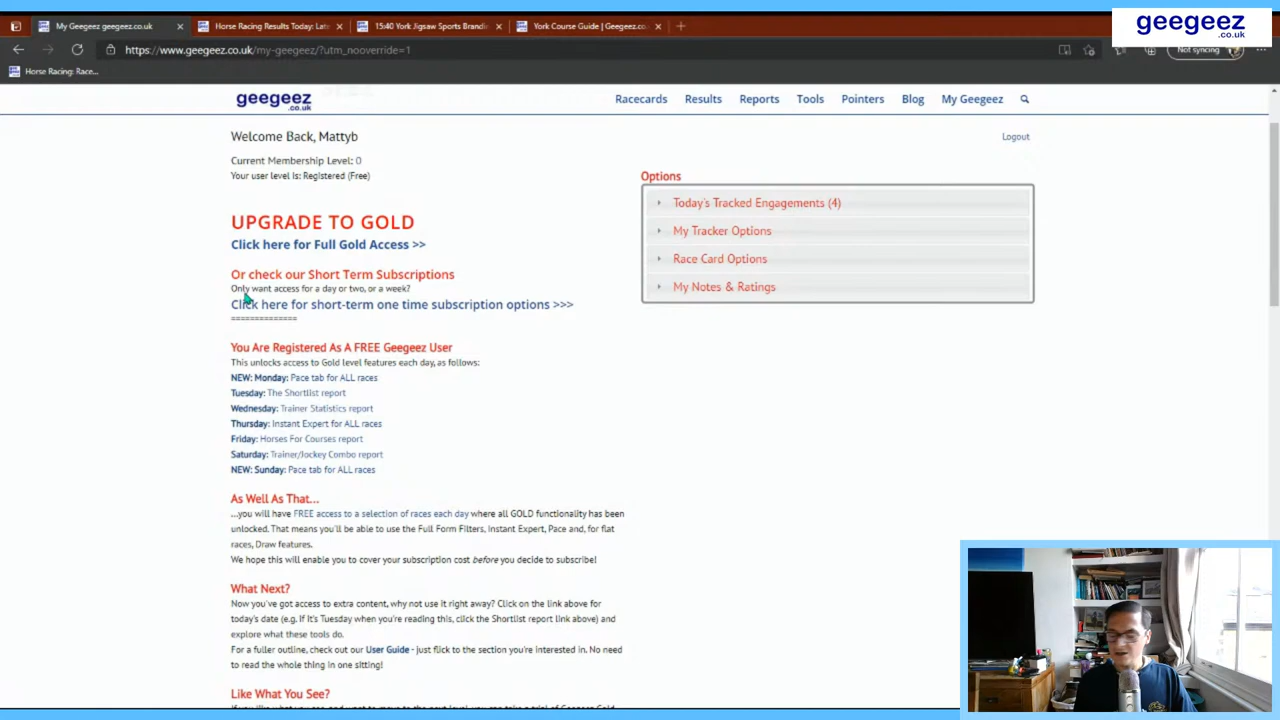 My Geegeez geegeez.co.uk
Horse Racing Results Today: Late
15:40 York Jigsaw Sports Brandi
York Course Guide | Geegeez.co
geegeez
.co.uk
https://www.geegeez.co.uk/my-geegeez/?utm_nooverride=1
Not syncing
Horse Racing: Race...
geegeez
.co.uk
Racecards
Results
Reports
Tools
Pointers
Blog
My Geegeez
Welcome Back, Mattyb
Logout
Current Membership Level: 0
Your user level is: Registered (Free)
Options
Today's Tracked Engagements (4)
My Tracker Options
Race Card Options
My Notes & Ratings
UPGRADE TO GOLD
Click here for Full Gold Access >>
Or check our Short Term Subscriptions
Only want access for a day or two, or a week?
Click here for short-term one time subscription options >>>
==============
You Are Registered As A FREE Geegeez User
This unlocks access to Gold level features each day, as follows:
NEW: Monday: Pace tab for ALL races
Tuesday: The Shortlist report
Wednesday: Trainer Statistics report
Thursday: Instant Expert for ALL races
Friday: Horses For Courses report
Saturday: Trainer/Jockey Combo report
NEW: Sunday: Pace tab for ALL races
As Well As That...
...you will have FREE access to a selection of races each day where all GOLD functionality has been
unlocked. That means you'll be able to use the Full Form Filters, Instant Expert, Pace and, for flat
races, Draw features.
We hope this will enable you to cover your subscription cost before you decide to subscribe!
What Next?
Now you've got access to extra content, why not use it right away? Click on the link above for
today's date (e.g. If it's Tuesday when you're reading this, click the Shortlist report link above) and
explore what these tools do.
For a fuller outline, check out our User Guide - just flick to the section you're interested in. No need
to read the whole thing in one sitting!
Like What You See?